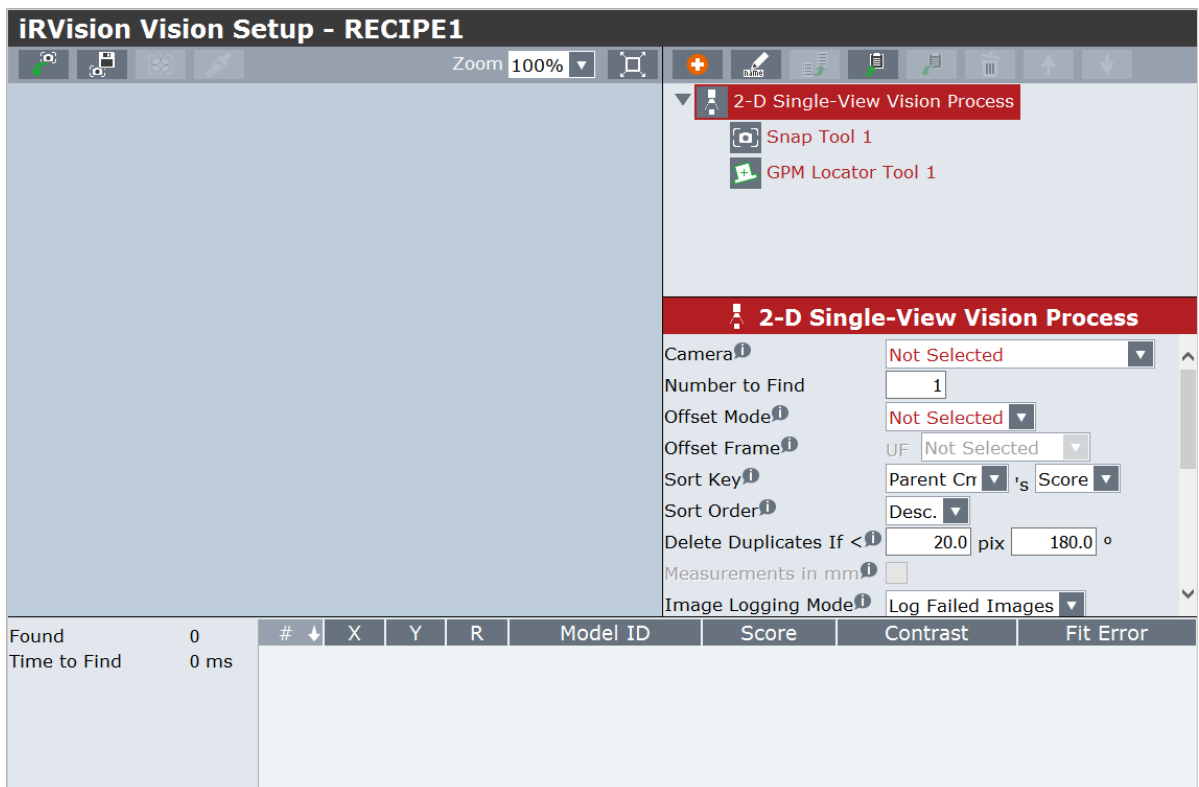 iRVision Vision Setup - RECIPE1
Zoom 100%
name
2-D Single-View Vision Process
Snap Tool 1
GPM Locator Tool 1
2-D Single-View Vision Process
Camera Not Selected
Number to Find 1
Offset Mode Not Selected
Offset Frame UF Not Selected
Sort Key Parent Cm 's Score
Sort Order Desc.
Delete Duplicates If < 20.0 pix 180.0 °
Measurements in mm
Image Logging Mode Log Failed Images
Found 0
Time to Find 0 ms
# X Y R Model ID Score Contrast Fit Error